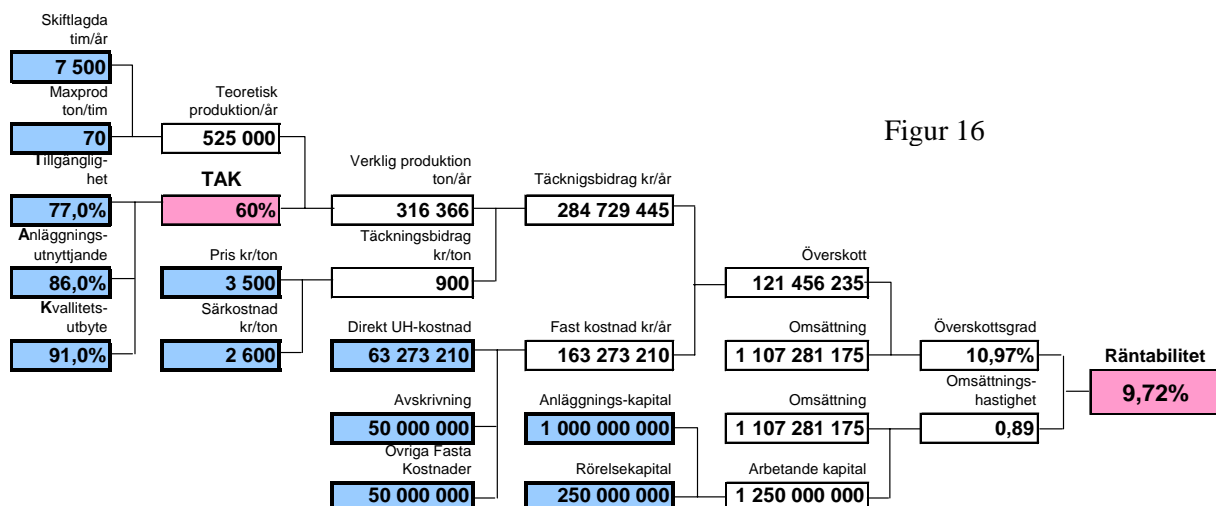 Skiftlagda
tim/år
7 500
Maxprod
ton/tim
70
Teoretisk
produktion/år
525 000
Figur 16
Tillgänglig-
het
77,0%
TAK
60%
Verklig produktion
ton/år
316 366
Täcknigsbidrag kr/år
284 729 445
Anläggnings-
utnyttjande
86,0%
Pris kr/ton
3 500
Täckningsbidrag
kr/ton
900
Överskott
121 456 235
Kvallitets-
utbyte
91,0%
Särkostnad
kr/ton
2 600
Direkt UH-kostnad
63 273 210
Fast kostnad kr/år
163 273 210
Omsättning
1 107 281 175
Överskottsgrad
10,97%
Räntabilitet
9,72%
Avskrivning
50 000 000
Anläggnings-kapital
1 000 000 000
Omsättning
1 107 281 175
Omsättnings-
hastighet
0,89
Övriga Fasta
Kostnader
50 000 000
Rörelsekapital
250 000 000
Arbetande kapital
1 250 000 000